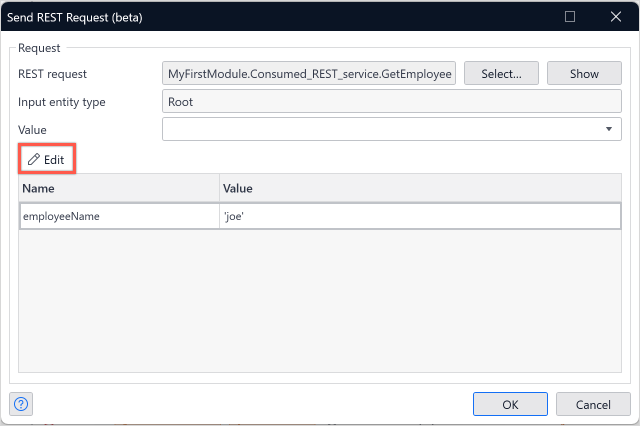 Send REST Request (beta)
Request
REST request MyFirstModule.Consumed_REST_service.GetEmployee Select... Show
Input entity type Root
Value
Edit
Name Value
employeeName 'joe'
? OK Cancel